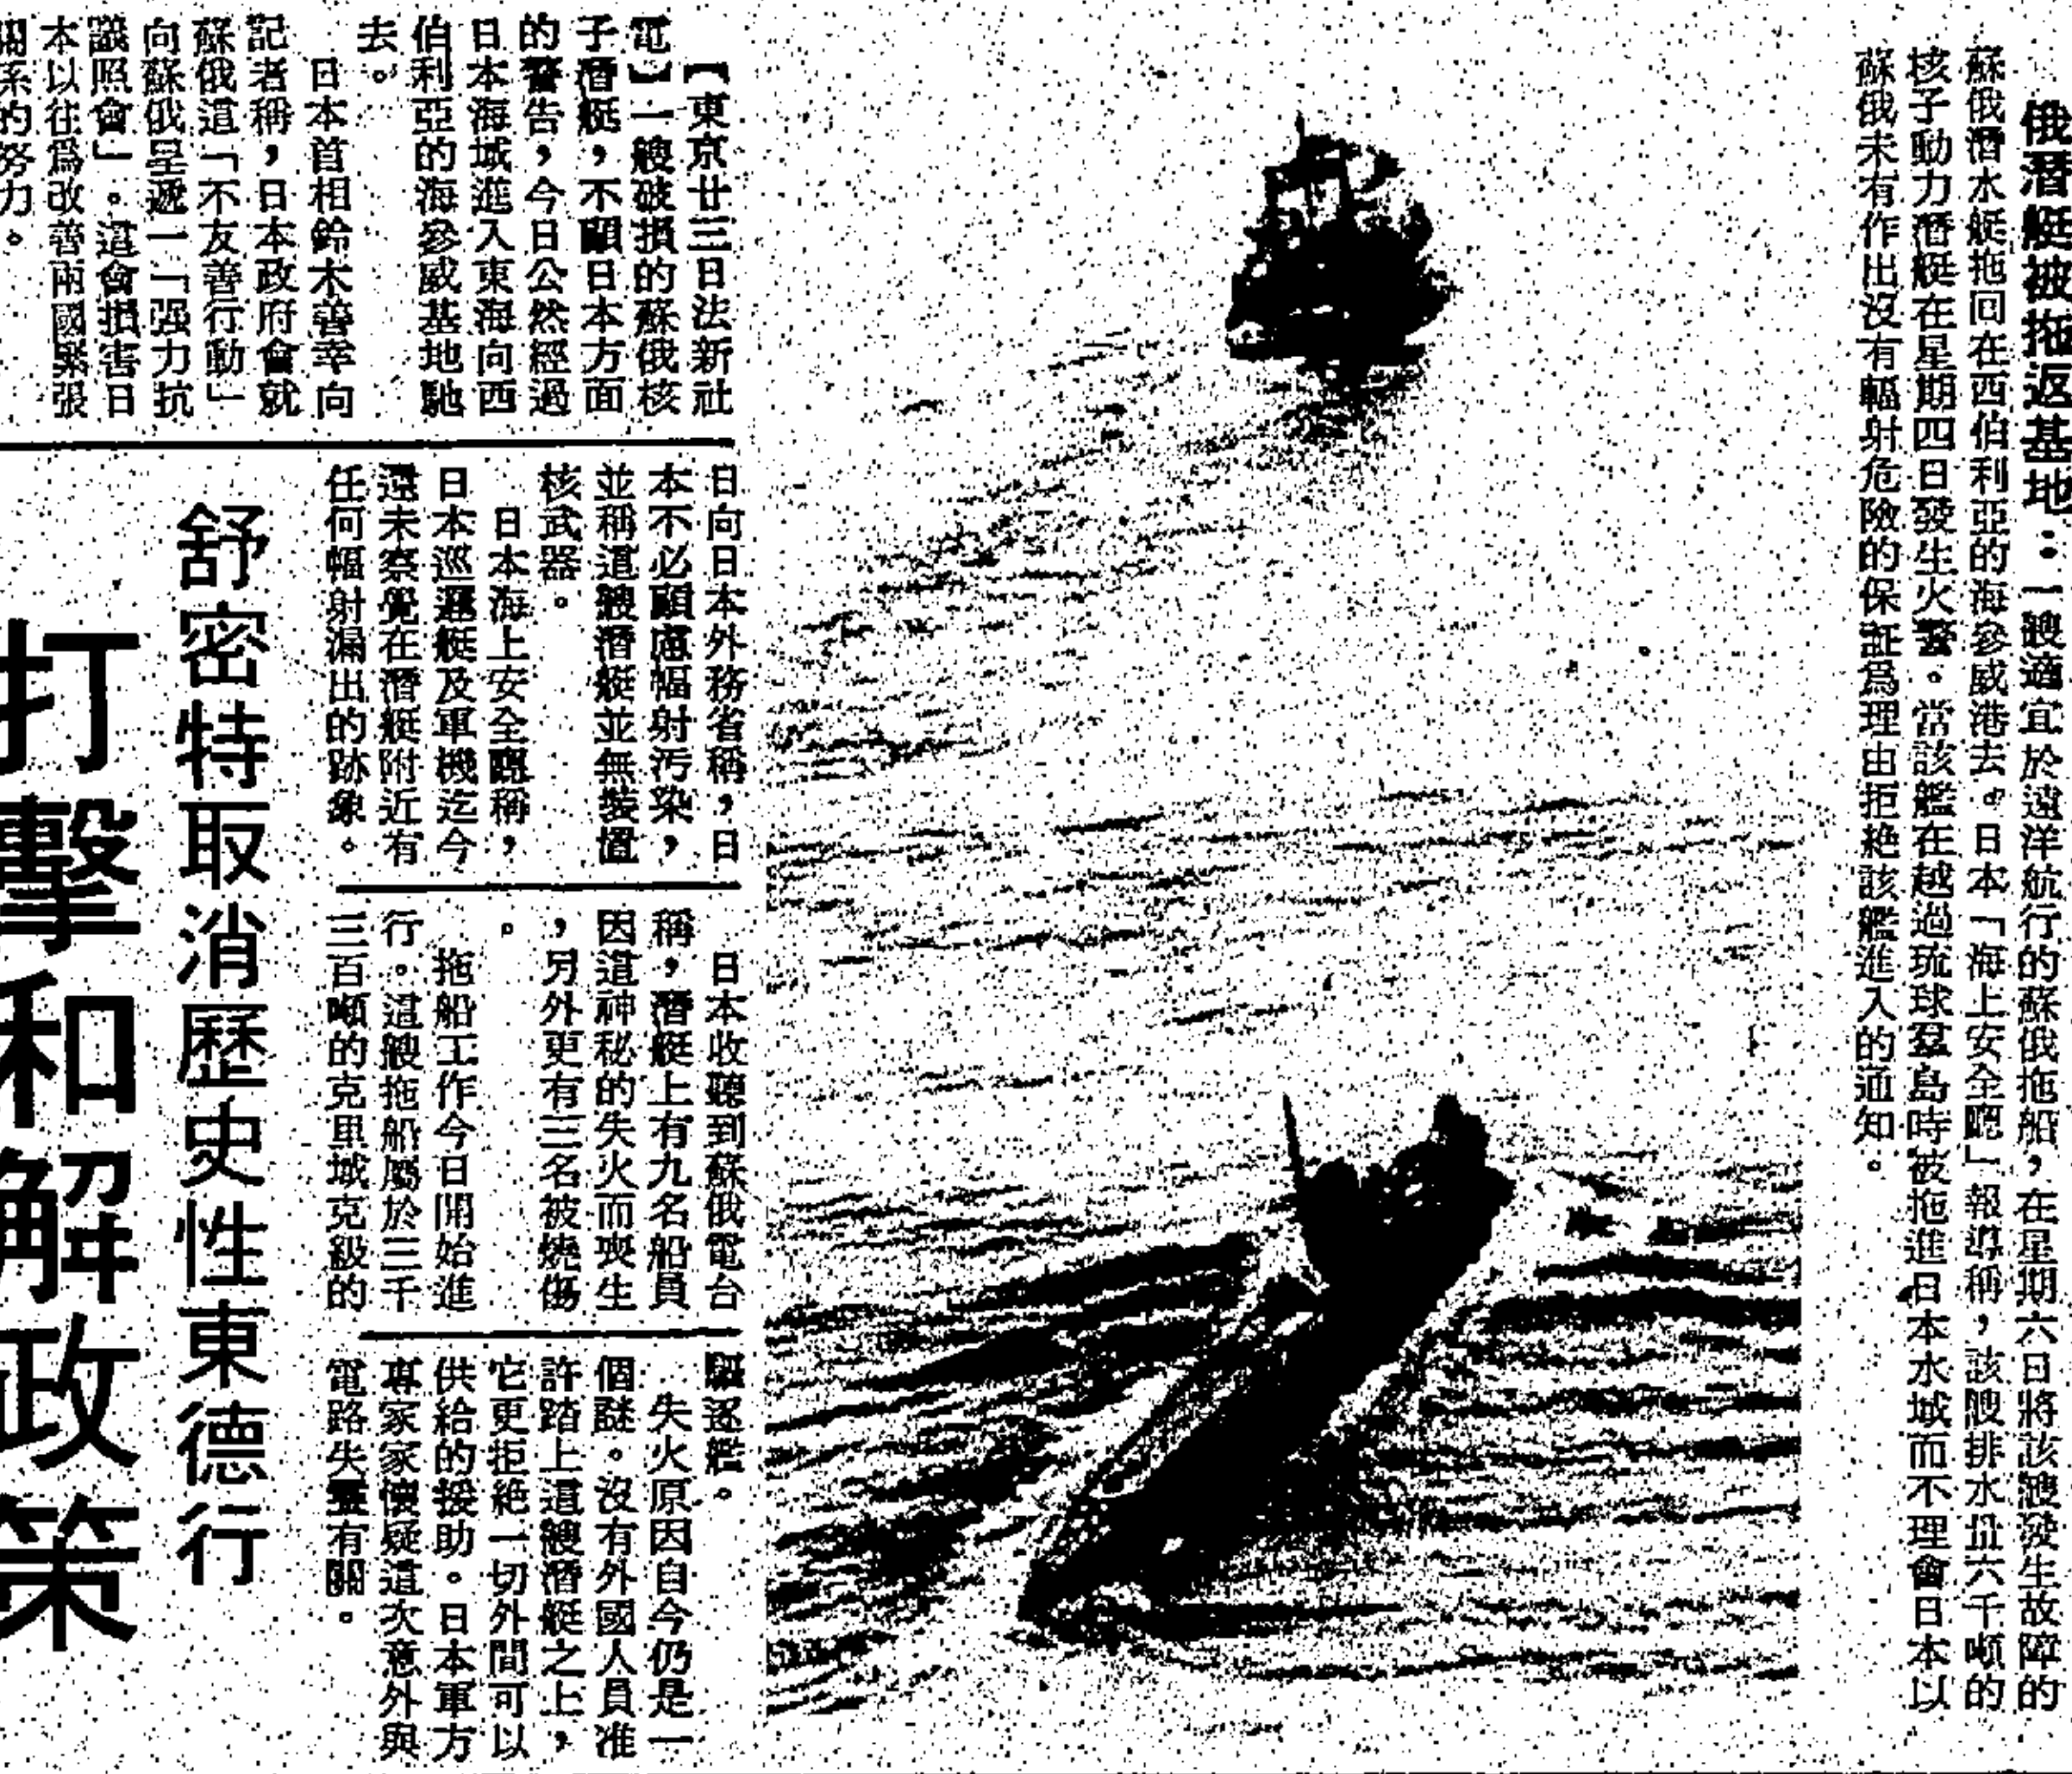 俄潛艇被拖返基地：一艘適宜於遠洋航行的蘇俄拖船，在星期六日將該艘發生故障的
蘇俄潛水艇拖回在西伯利亞的海參威港去。日本「海上安全廳」報導稱，該艘排水量六千噸的
核子動力潛艇在星期四日發生火警。當該艦在越過琉球羣島時被拖進日本水域而不理會日本以
蘇俄未有作出沒有輻射危險的保証爲理由拒絶該艦進入的通知。
【東京廿三日法新社
電】一艘破損的蘇俄核
子潛艇，不顧日本方面
的警告，今日公然經過
日本海域進入東海向西
伯利亞的海參威基地馳
去。
日本首相鈴木善幸向
記者稱，日本政府會就
蘇俄這「不友善行動」
向蘇俄呈遞一「强力抗
議照會」。這會損害日
本以往爲改善兩國緊張
關系的努力。
日向日本外務省稱，日
本不必顧慮幅射污染，
並稱這艘潛艇並無裝置
核武器。
日本海上安全廳稱，
日本巡邏艇及軍機迄今
還未察覺在潛艇附近有
任何幅射漏出的跡象。
日本收聽到蘇俄電台
稱，潛艇上有九名船員
因這神秘的失火而喪生
，另外更有三名被燒傷
。
拖船工作今日開始進
行。這艘拖船屬於三千
三百噸的克里城克級的
驅逐艦。
失火原因自今仍是一
個謎。沒有外國人員准
許踏上這艘潛艇之上，
它更拒絶一切外間可以
供給的援助。日本軍方
專家家懷疑這次意外與
電路失靈有關。
舒密特取消歷史性東德行
打擊和解政策